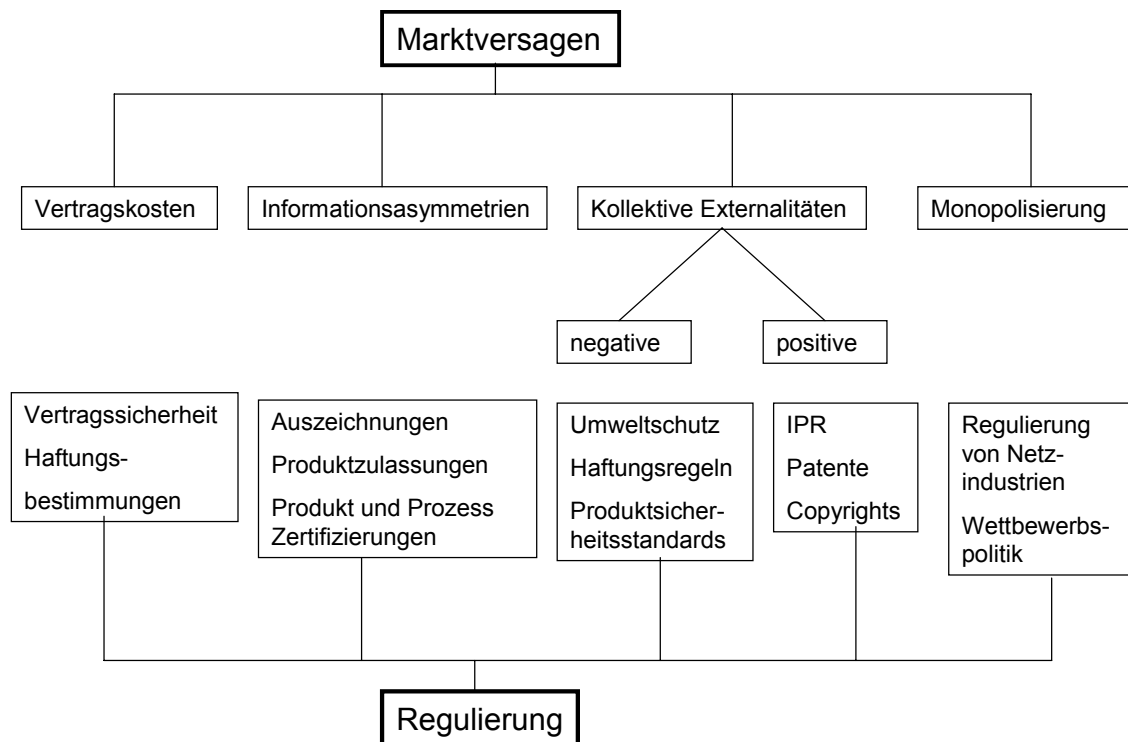 Marktversagen
Vertragskosten
Informationsasymmetrien
Kollektive Externalitäten
Monopolisierung
negative
positive
Vertragssicherheit
Haftungs-
bestimmungen
Auszeichnungen
Produktzulassungen
Produkt und Prozess
Zertifizierungen
Umweltschutz
Haftungsregeln
Produktsicher-
heitsstandards
IPR
Patente
Copyrights
Regulierung
von Netz-
industrien
Wettbewerbs-
politik
Regulierung